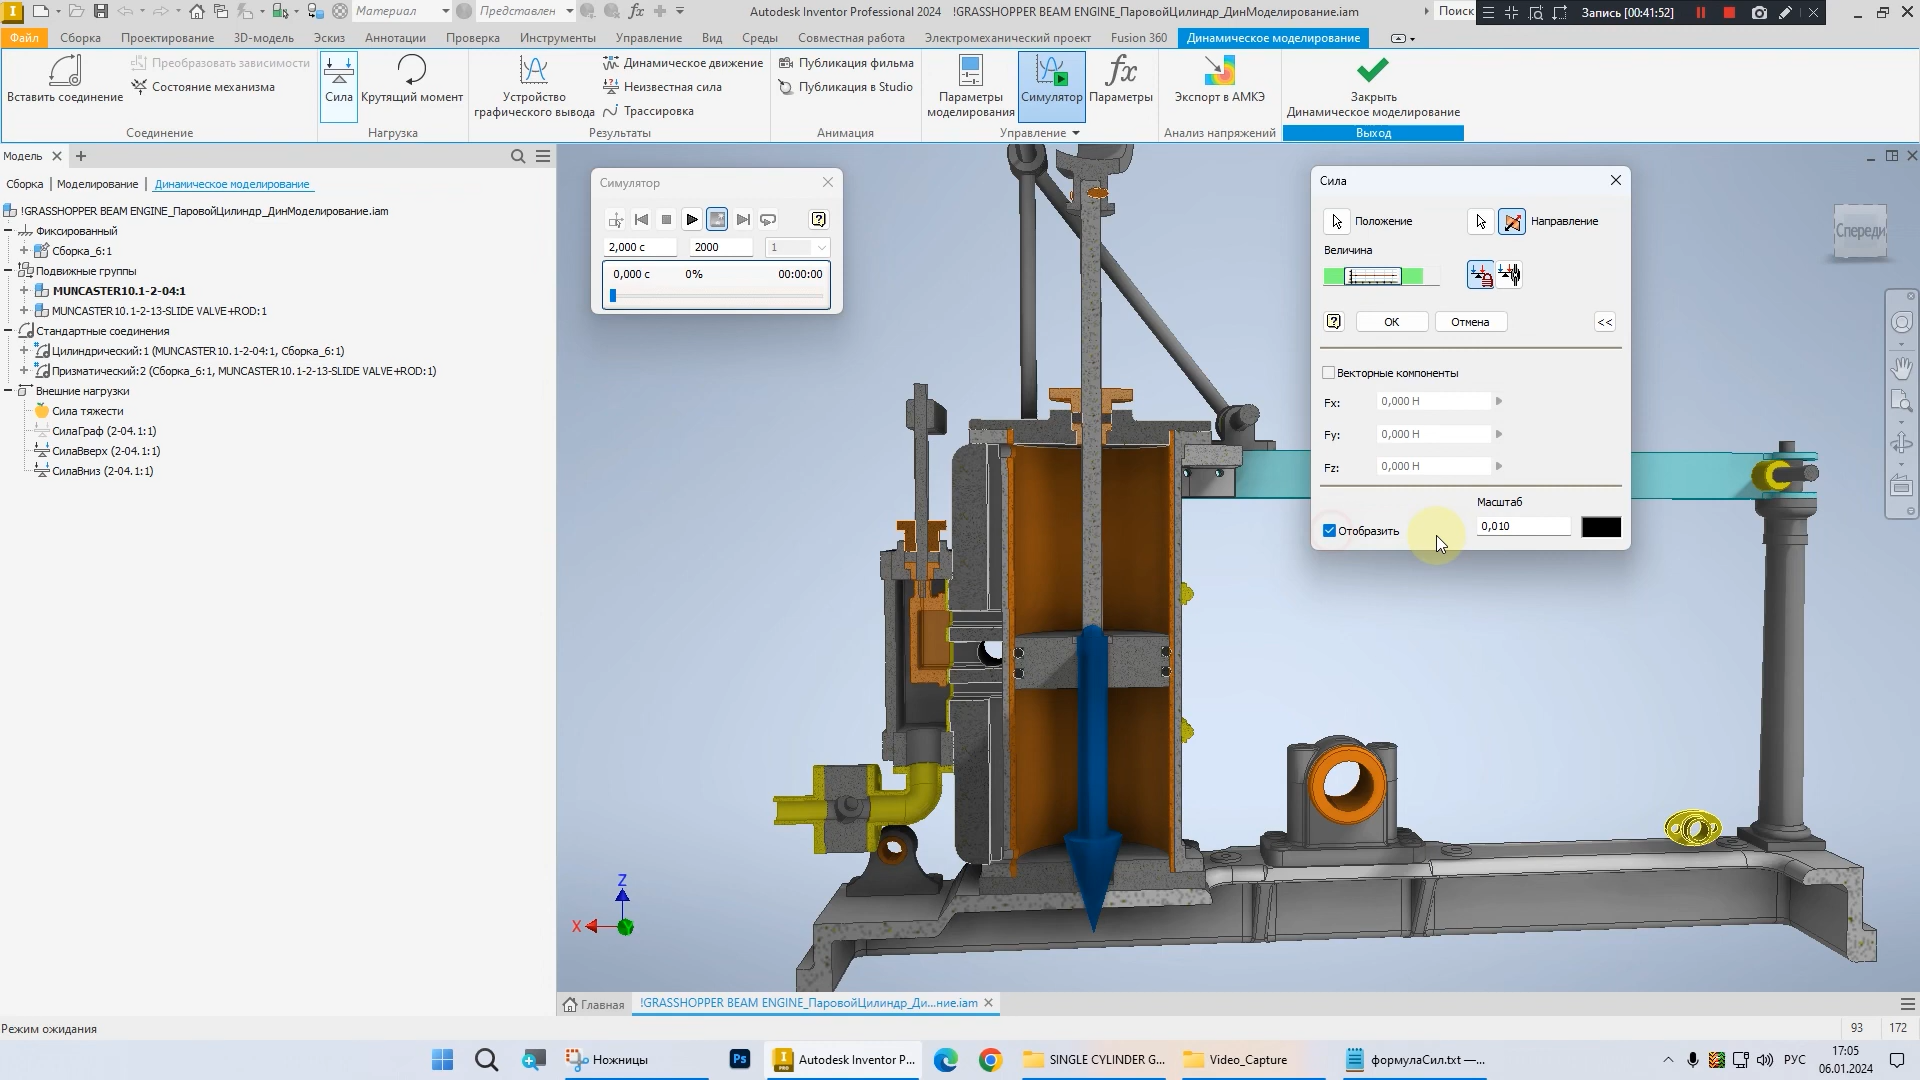 Материал
Представлен
Autodesk Inventor Professional 2024 !GRASSHOPPER BEAM ENGINE_ПаровойЦилиндр_ДинМоделирование.iam
Поиск
Запись [00:41:52]
Файл Сборка Проектирование 3D-модель Эскиз Аннотации Проверка Инструменты Управление Вид Среды Совместная работа Электромеханический проект Fusion 360 Динамическое моделирование
Вставить соединение
Преобразовать зависимости
Состояние механизма
Соединение
Сила
Крутящий момент
Нагрузка
Устройство
графического вывода
Динамическое движение
Неизвестная сила
Трассировка
Результаты
Публикация фильма
Публикация в Studio
Анимация
Параметры
моделирования
Симулятор
Параметры
Управление
Экспорт в АМКЭ
Анализ напряжений
Закрыть
Динамическое моделирование
Выход
Модель
Сборка | Моделирование | Динамическое моделирование
!GRASSHOPPER BEAM ENGINE_ПаровойЦилиндр_ДинМоделирование.iam
Фиксированный
Сборка_6:1
Подвижные группы
MUNCASTER10.1-2-04:1
MUNCASTER10.1-2-13-SLIDE VALVE+ROD:1
Стандартные соединения
Цилиндрический:1 (MUNCASTER10.1-2-04:1, Сборка_6:1)
Призматический:2 (Сборка_6:1, MUNCASTER10.1-2-13-SLIDE VALVE+ROD:1)
Внешние нагрузки
Сила тяжести
СилаГраф (2-04.1:1)
СилаВверх (2-04.1:1)
СилаВниз (2-04.1:1)
Симулятор
2,000 с 2000 1
0,000 с 0% 00:00:00
Сила
Положение
Направление
Величина
ОК
Отмена
<<
Векторные компоненты
Fx: 0,000 Н
Fy: 0,000 Н
Fz: 0,000 Н
Масштаб
Отобразить
0,010
Спереди
Z
X
Главная
!GRASSHOPPER BEAM ENGINE_ПаровойЦилиндр_Ди...ние.iam
Режим ожидания
93 172
Ножницы
Ps
Autodesk Inventor P...
SINGLE CYLINDER G...
Video_Capture
формулаСил.txt —...
РУС
17:05
06.01.2024